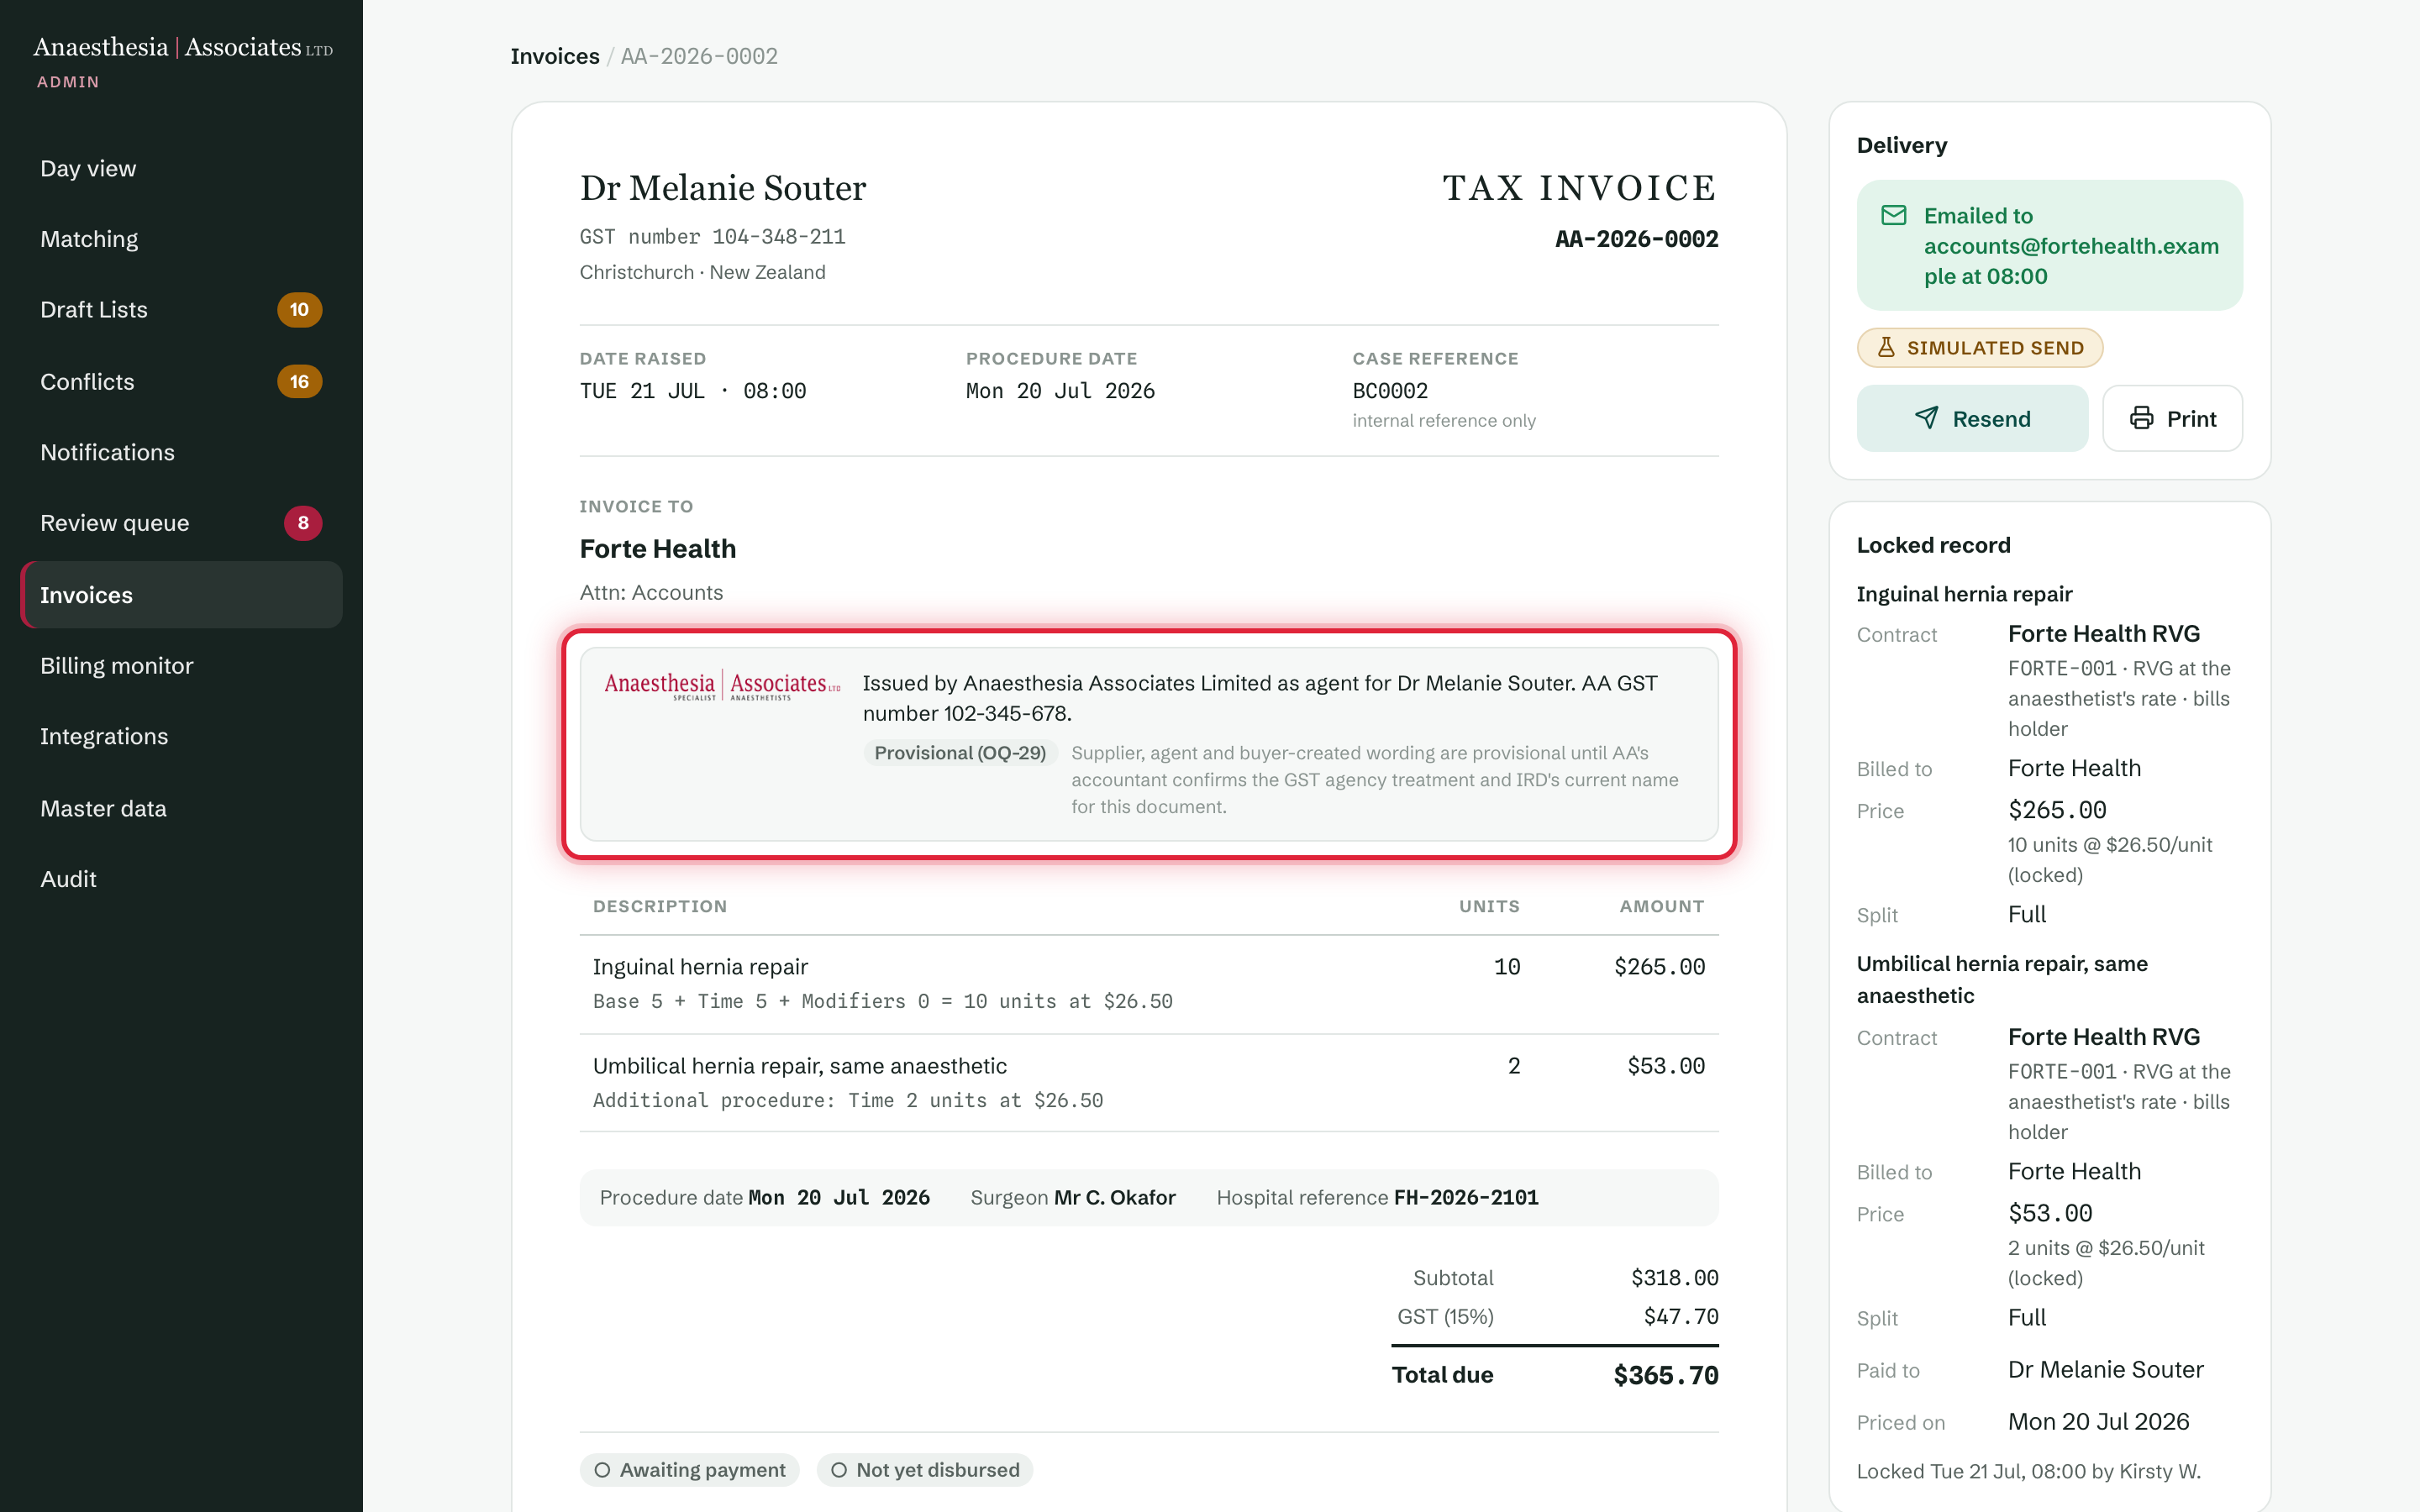 Anaesthesia | Associates LTD
ADMIN
Day view
Matching
Draft Lists 10
Conflicts 16
Notifications
Review queue 8
Invoices
Billing monitor
Integrations
Master data
Audit
Invoices / AA-2026-0002
Dr Melanie Souter
GST number 104-348-211
Christchurch · New Zealand
TAX INVOICE
AA-2026-0002
DATE RAISED
TUE 21 JUL · 08:00
PROCEDURE DATE
Mon 20 Jul 2026
CASE REFERENCE
BC0002
internal reference only
INVOICE TO
Forte Health
Attn: Accounts
Anaesthesia | Associates LTD
SPECIALIST ANAESTHETISTS
Issued by Anaesthesia Associates Limited as agent for Dr Melanie Souter. AA GST
number 102-345-678.
Provisional (OQ-29)
Supplier, agent and buyer-created wording are provisional until AA's
accountant confirms the GST agency treatment and IRD's current name
for this document.
DESCRIPTION UNITS AMOUNT
Inguinal hernia repair 10 $265.00
Base 5 + Time 5 + Modifiers 0 = 10 units at $26.50
Umbilical hernia repair, same anaesthetic 2 $53.00
Additional procedure: Time 2 units at $26.50
Procedure date Mon 20 Jul 2026 Surgeon Mr C. Okafor Hospital reference FH-2026-2101
Subtotal $318.00
GST (15%) $47.70
Total due $365.70
Awaiting payment
Not yet disbursed
Delivery
Emailed to
accounts@fortehealth.exam
ple at 08:00
SIMULATED SEND
Resend
Print
Locked record
Inguinal hernia repair
Contract Forte Health RVG
FORTE-001 · RVG at the
anaesthetist's rate · bills
holder
Billed to Forte Health
Price $265.00
10 units @ $26.50/unit
(locked)
Split Full
Umbilical hernia repair, same
anaesthetic
Contract Forte Health RVG
FORTE-001 · RVG at the
anaesthetist's rate · bills
holder
Billed to Forte Health
Price $53.00
2 units @ $26.50/unit
(locked)
Split Full
Paid to Dr Melanie Souter
Priced on Mon 20 Jul 2026
Locked Tue 21 Jul, 08:00 by Kirsty W.